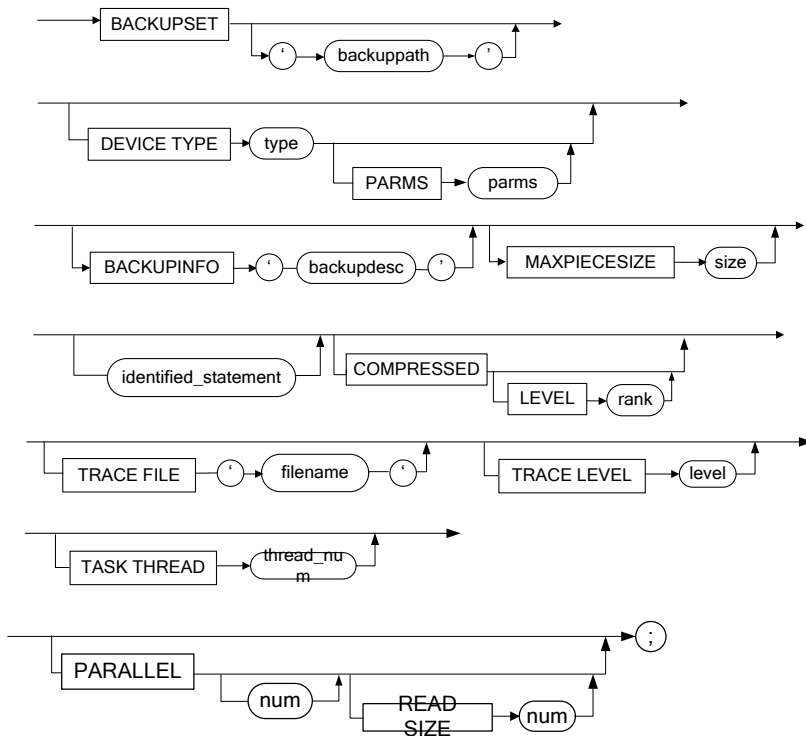 BACKUPSET ‘ backuppath ’
DEVICE TYPE type
PARMS parms
BACKUPINFO ‘ backupdesc ’ MAXPIECESIZE size
identified_statement COMPRESSED
LEVEL rank
TRACE FILE ‘ filename ‘ TRACE LEVEL level
TASK THREAD thread_nu
m
;
PARALLEL
num READ
SIZE num